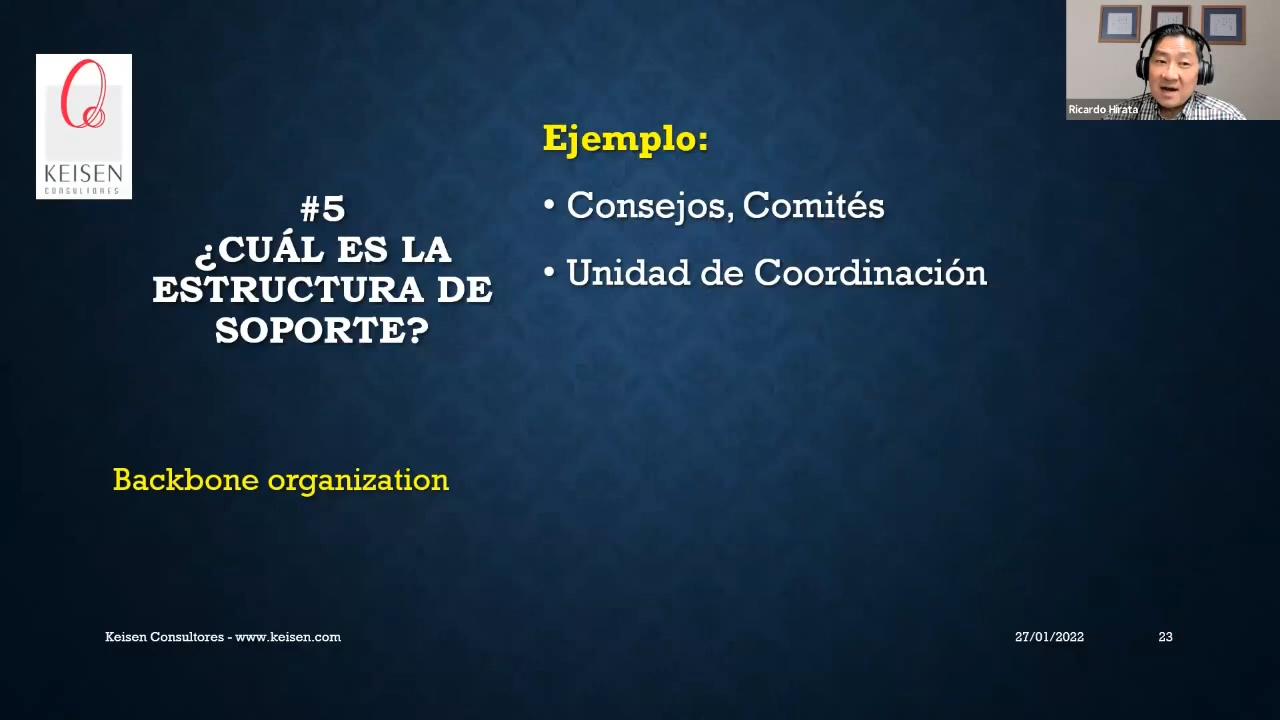 KEISEN
CONSULTORES
#5
¿CUÁL ES LA
ESTRUCTURA DE
SOPORTE?
Backbone organization
Ejemplo:
• Consejos, Comités
• Unidad de Coordinación
Ricardo Hirata
Keisen Consultores - www.keisen.com
27/01/2022
23